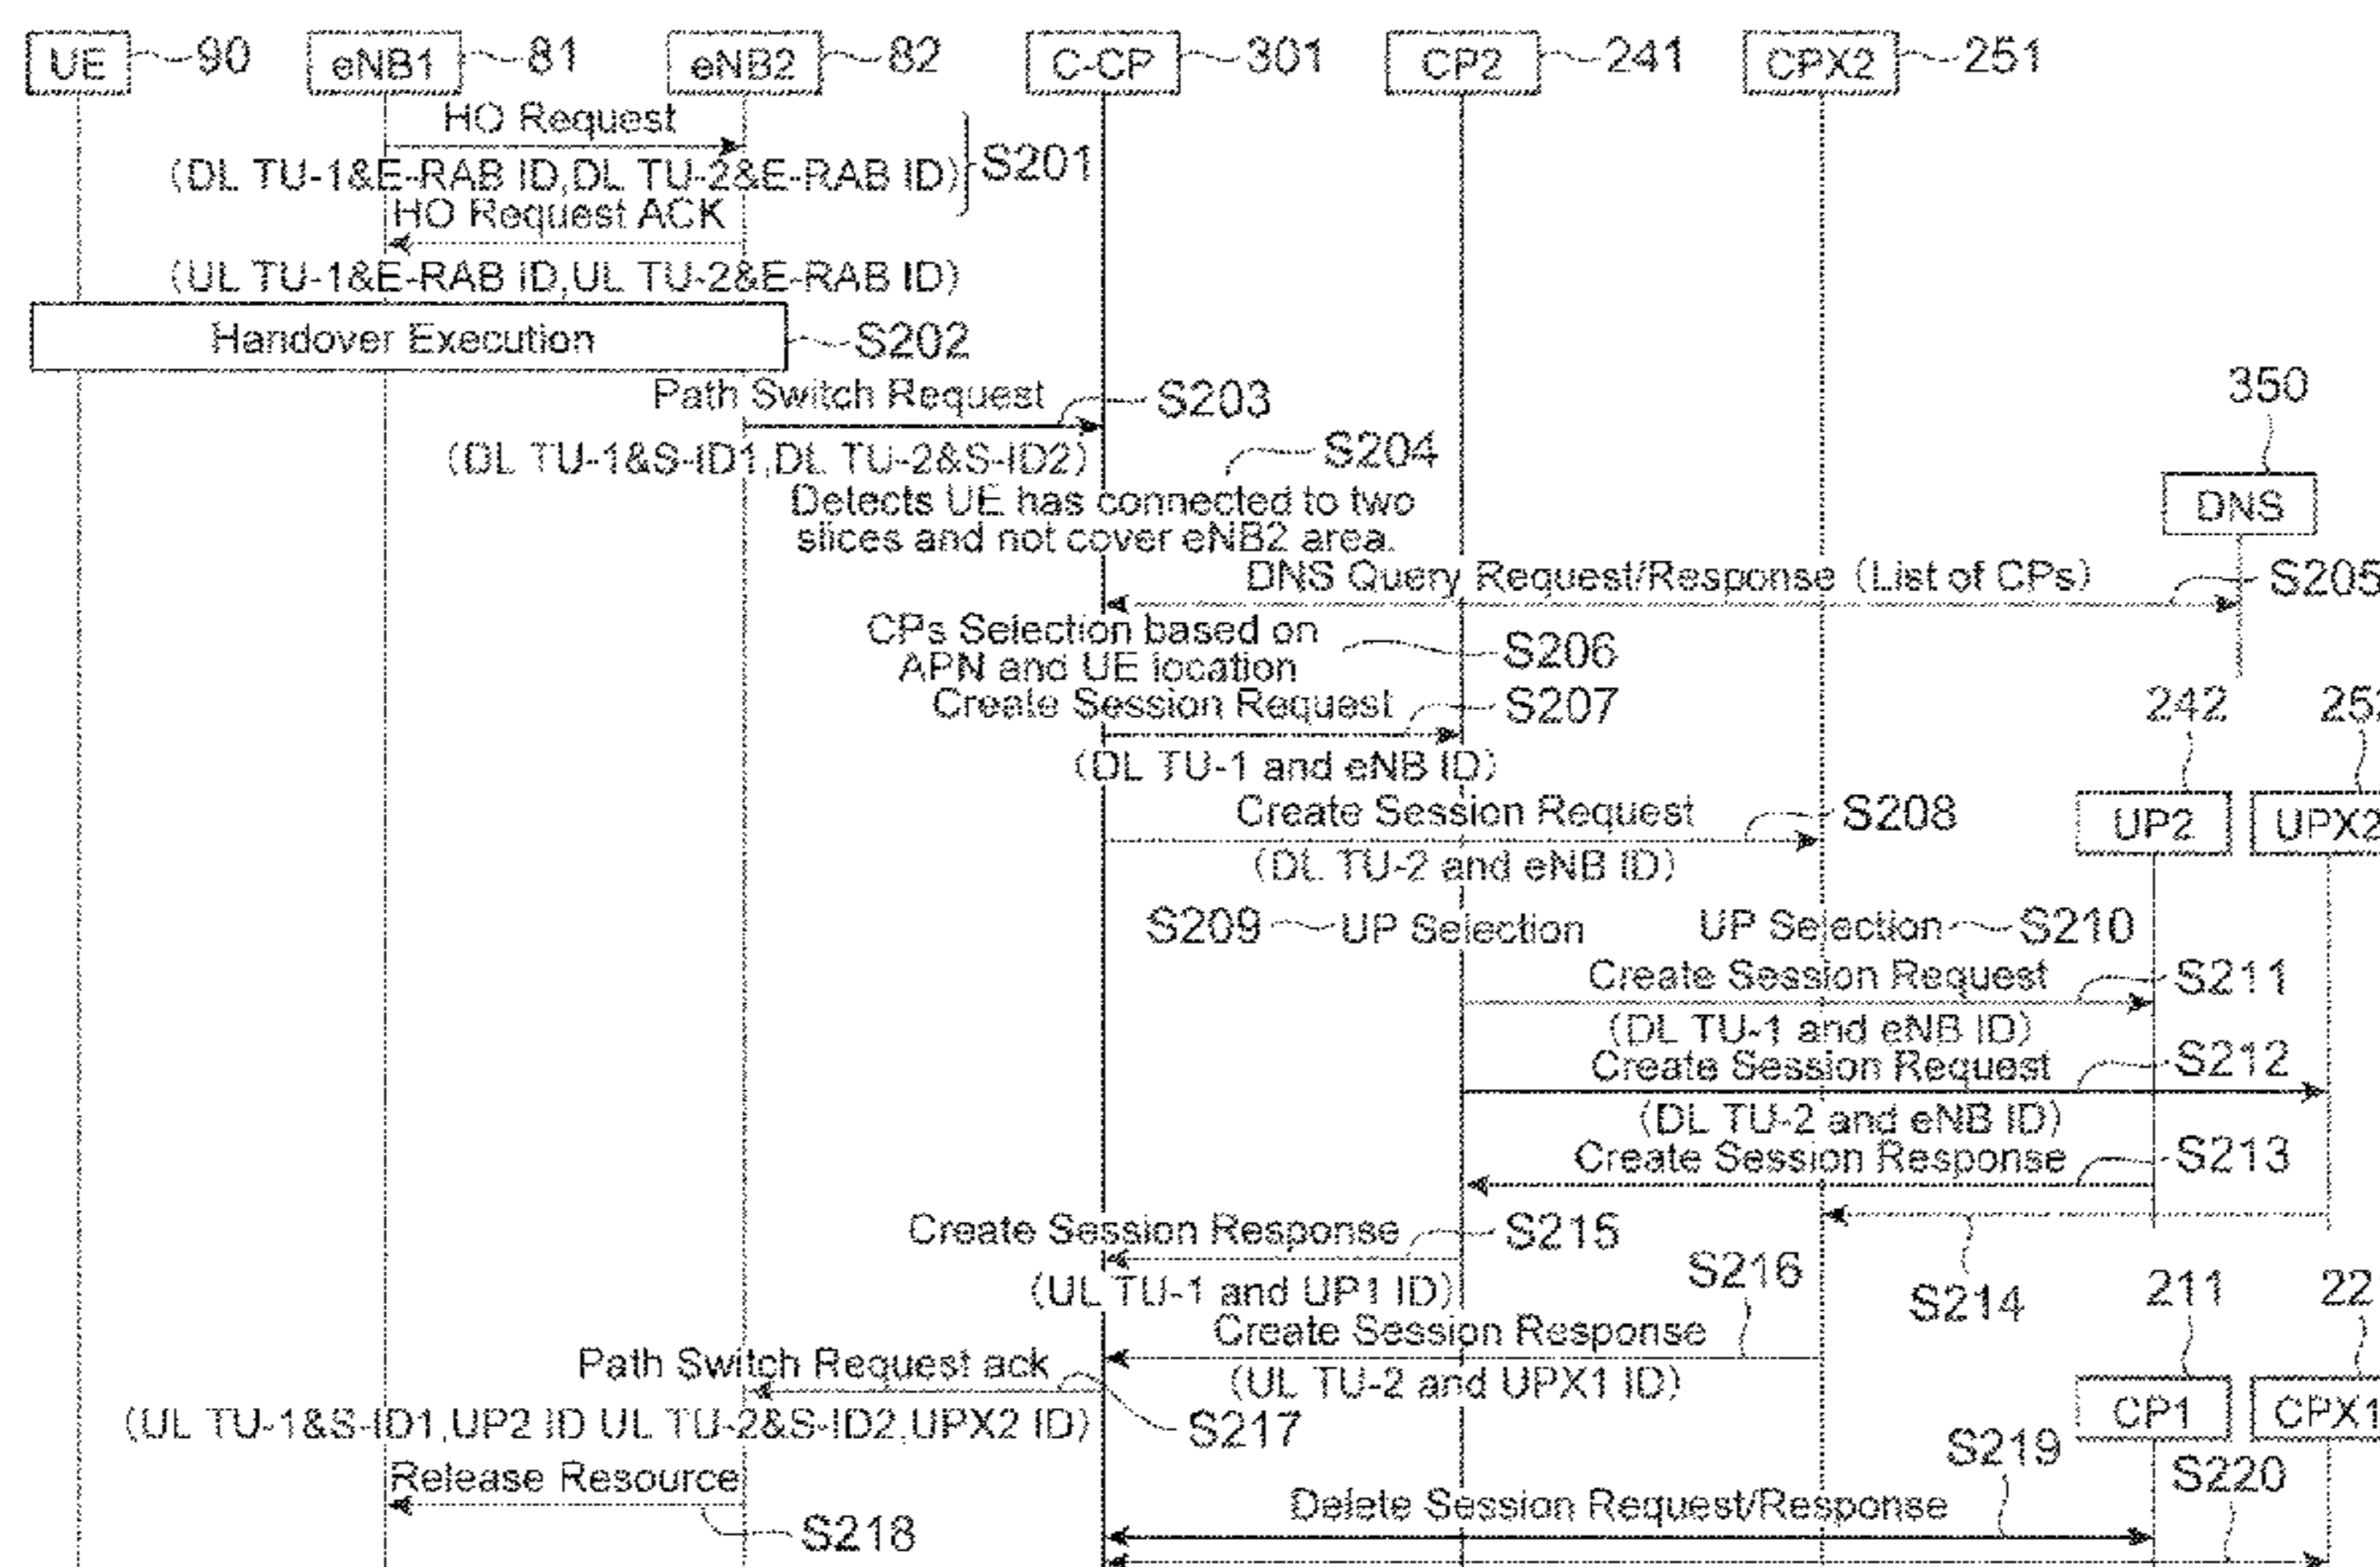 UE 90 eNB1 81 eNB2 82 C-CP 301 CP2 241 CPX2 251
HO Request
(DL TU-1&E-RAB ID,DL TU-2&E-RAB ID) S201
HO Request ACK
(UL TU-1&E-RAB ID,UL TU-2&E-RAB ID)
Handover Execution S202
Path Switch Request S203
350
(DL TU-1&S-ID1,DL TU-2&S-ID2) S204
Detects UE has connected to two
slices and not cover eNB2 area.
DNS
DNS Query Request/Response (List of CPs) S205
CPs Selection based on
APN and UE location S206
Create Session Request S207
242
(DL TU-1 and eNB ID)
Create Session Request S208
UP2 UPX2
(DL TU-2 and eNB ID)
S209 UP Selection UP Selection S210
Create Session Request S211
(DL TU-1 and eNB ID)
Create Session Request S212
(DL TU-2 and eNB ID)
Create Session Response S213
Create Session Response S215
S214
(UL TU-1 and UP1 ID) S216
211 22
Create Session Response
Path Switch Request ack
(UL TU-2 and UPX1 ID)
CP1 CPX1
(UL TU-1&S-ID1,UP2 ID UL TU-2&S-ID2,UPX2 ID) S217
S219
Release Resource S220
Delete Session Request/Response
S218